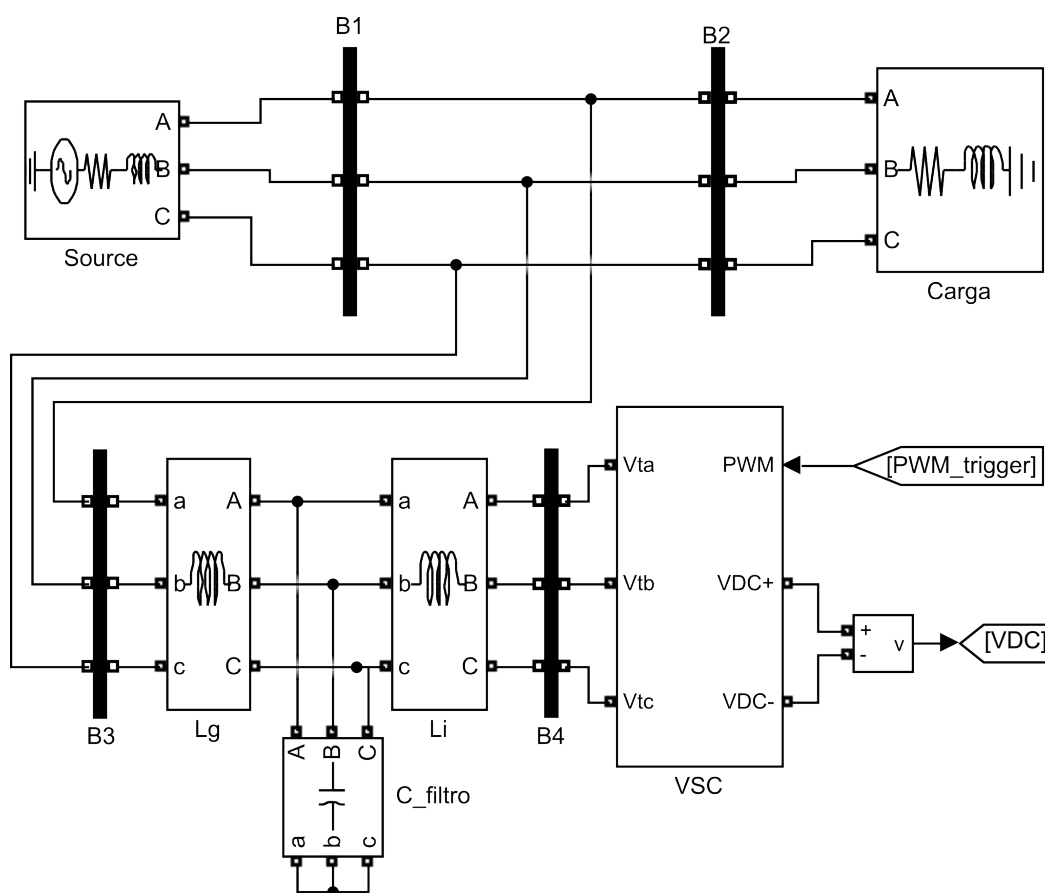 B1
B2
A
B
C
Source
A
B
C
Carga
a
b
c
A
B
C
Lg
a
b
c
A
B
C
Li
B3
B4
Vta
Vtb
Vtc
PWM
VDC+
VDC-
VSC
[PWM_trigger]
+
-
v
[VDC]
A
B
C
a
b
c
C_filtro